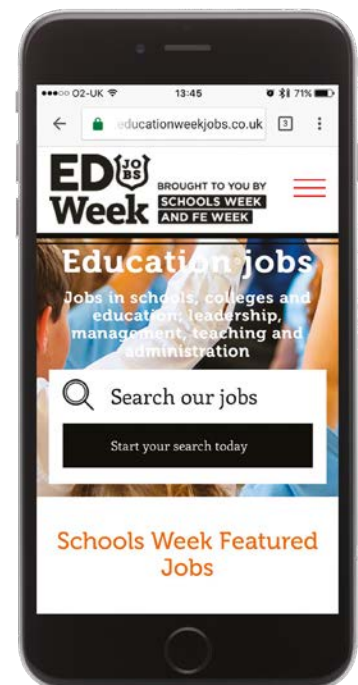 O2-UK 13:45 71%
educationweekjobs.co.uk 3
ED JOBS
Week
BROUGHT TO YOU BY
SCHOOLS WEEK
AND FE WEEK
Education jobs
Jobs in schools, colleges and
education; leadership,
management, teaching and
administration
Search our jobs
Start your search today
Schools Week Featured
Jobs